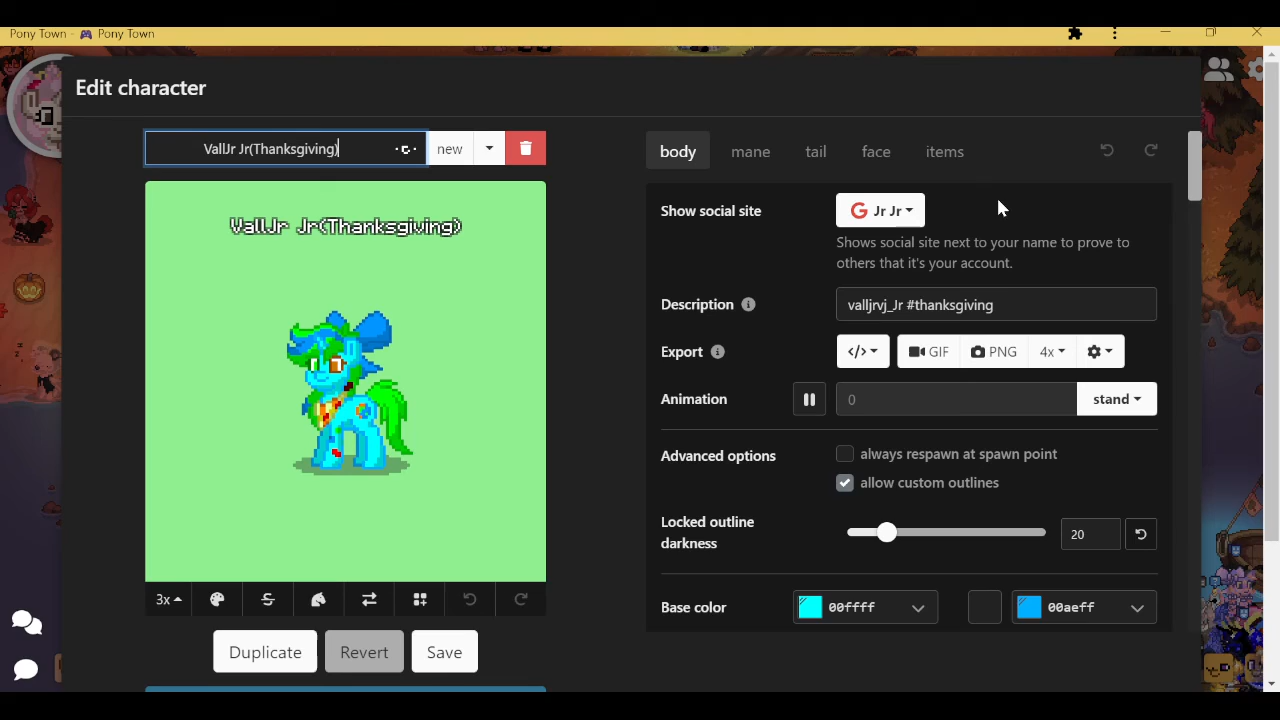 Pony Town - 🎮 Pony Town
Edit character
VallJr Jr(Thanksgiving)
new
body mane tail face items
VallJr Jr(Thanksgiving)
Show social site
Jr Jr
Shows social site next to your name to prove to
others that it's your account.
Description
valljrvj_Jr #thanksgiving
Export
</> GIF PNG 4x
Animation
0
stand
Advanced options
always respawn at spawn point
allow custom outlines
Locked outline
darkness
20
Base color
00ffff
00aeff
3x
Duplicate Revert Save